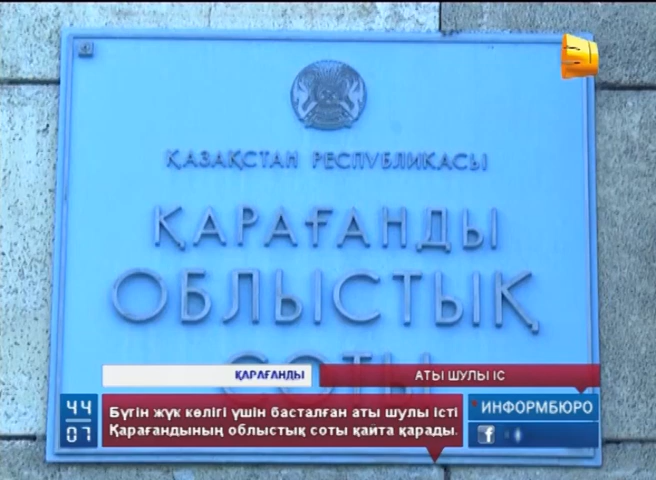 ҚАЗАҚСТАН РЕСПУБЛИКАСЫ
ҚАРАҒАНДЫ
ОБЛЫСТЫҚ
СОТЫ
ҚАРАҒАНДЫ
АТЫ ШУЛЫ ІС
44
07
Бүгін жүк көлігі үшін басталған аты шулы істі
Қарағандының облыстық соты қайта қарады.
ИНФОРМБЮРО
f